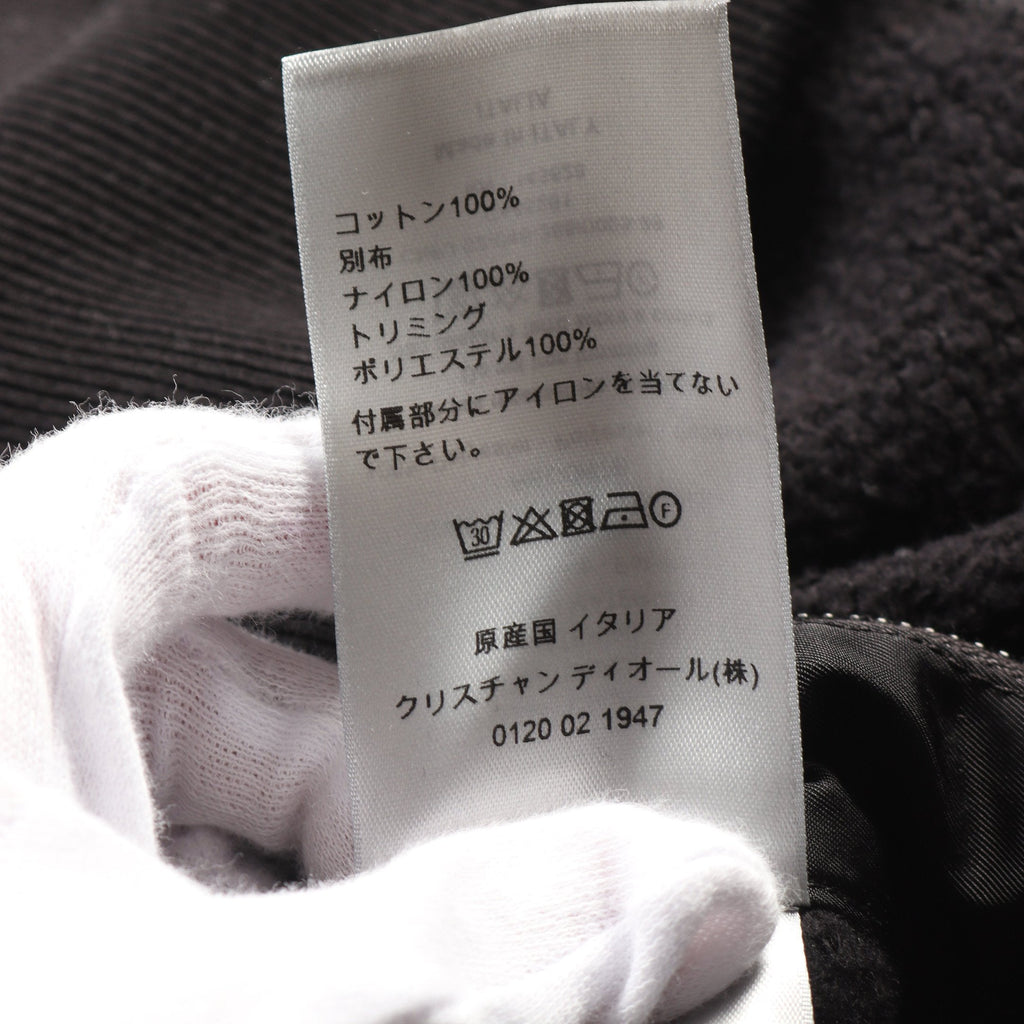 コットン100%
別布
ナイロン100%
トリミング
ポリエステル100%
付属部分にアイロンを当てない
で下さい。
30
F
原産国 イタリア
クリスチャン ディオール(株)
0120 02 1947